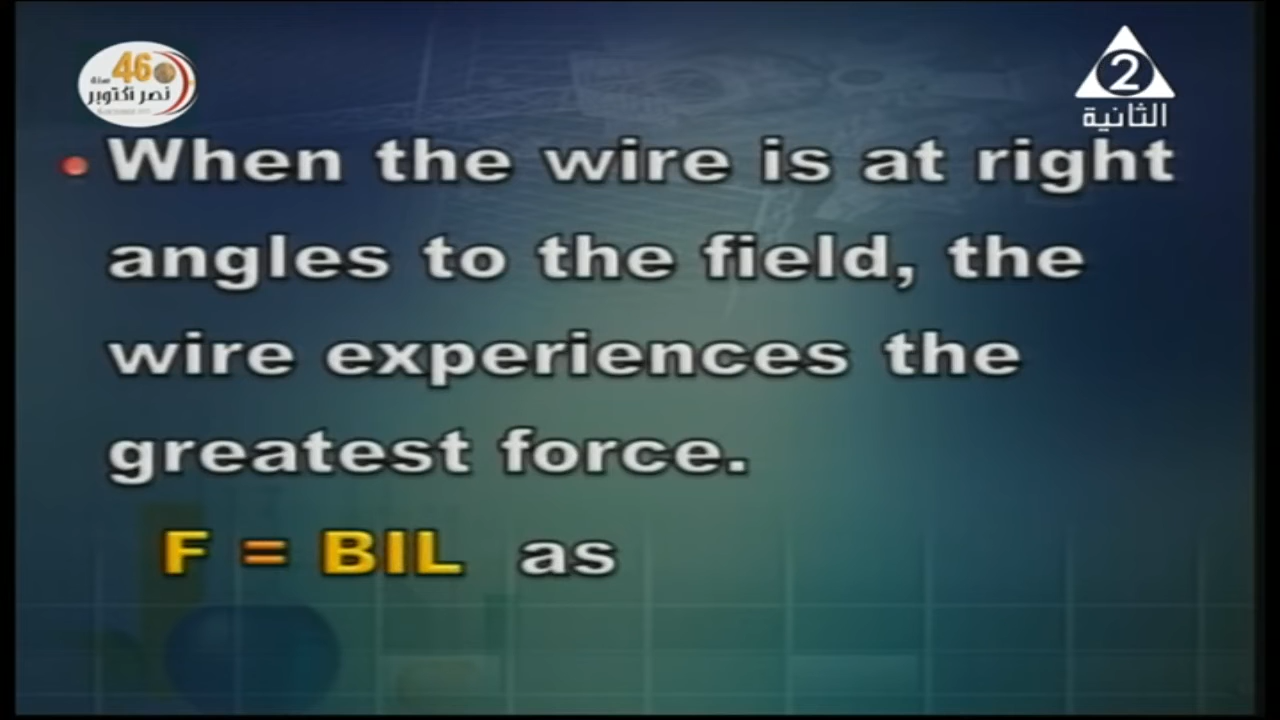 46
سنة
نصر أكتوبر
2
الثانية
• When the wire is at right
angles to the field, the
wire experiences the
greatest force.
F = BIL as